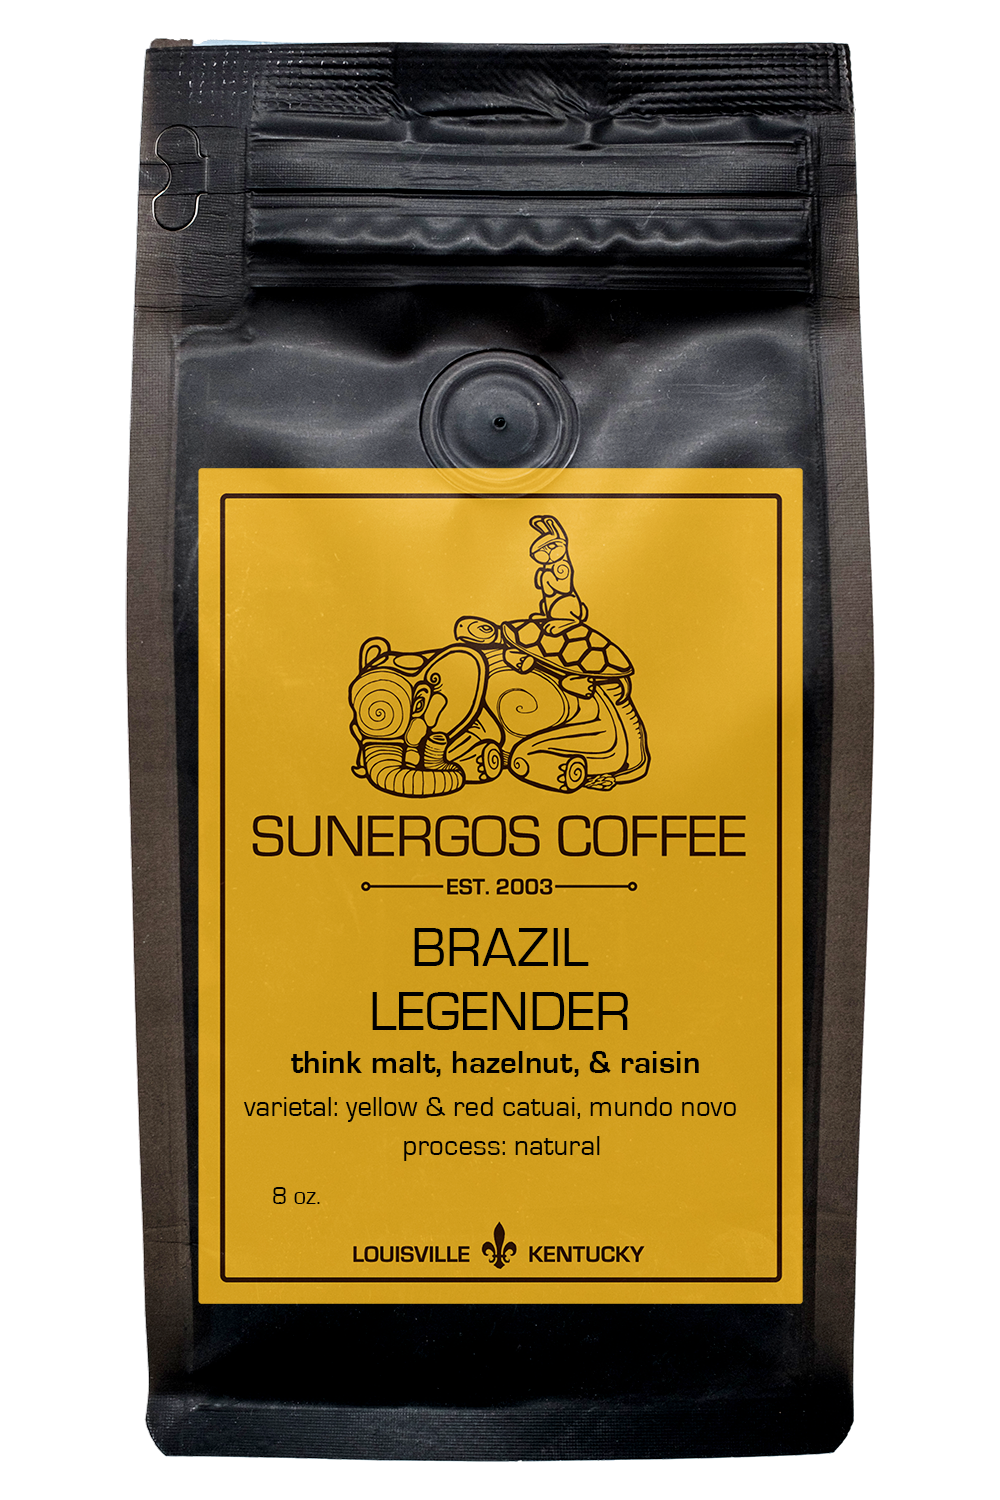 SUNERGOS COFFEE
EST. 2003
BRAZIL
LEGENDER
think malt, hazelnut, & raisin
varietal: yellow & red catuai, mundo novo
process: natural
8 oz.
LOUISVILLE KENTUCKY